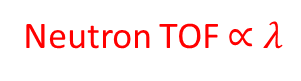 Neutron TOF ∝ λ